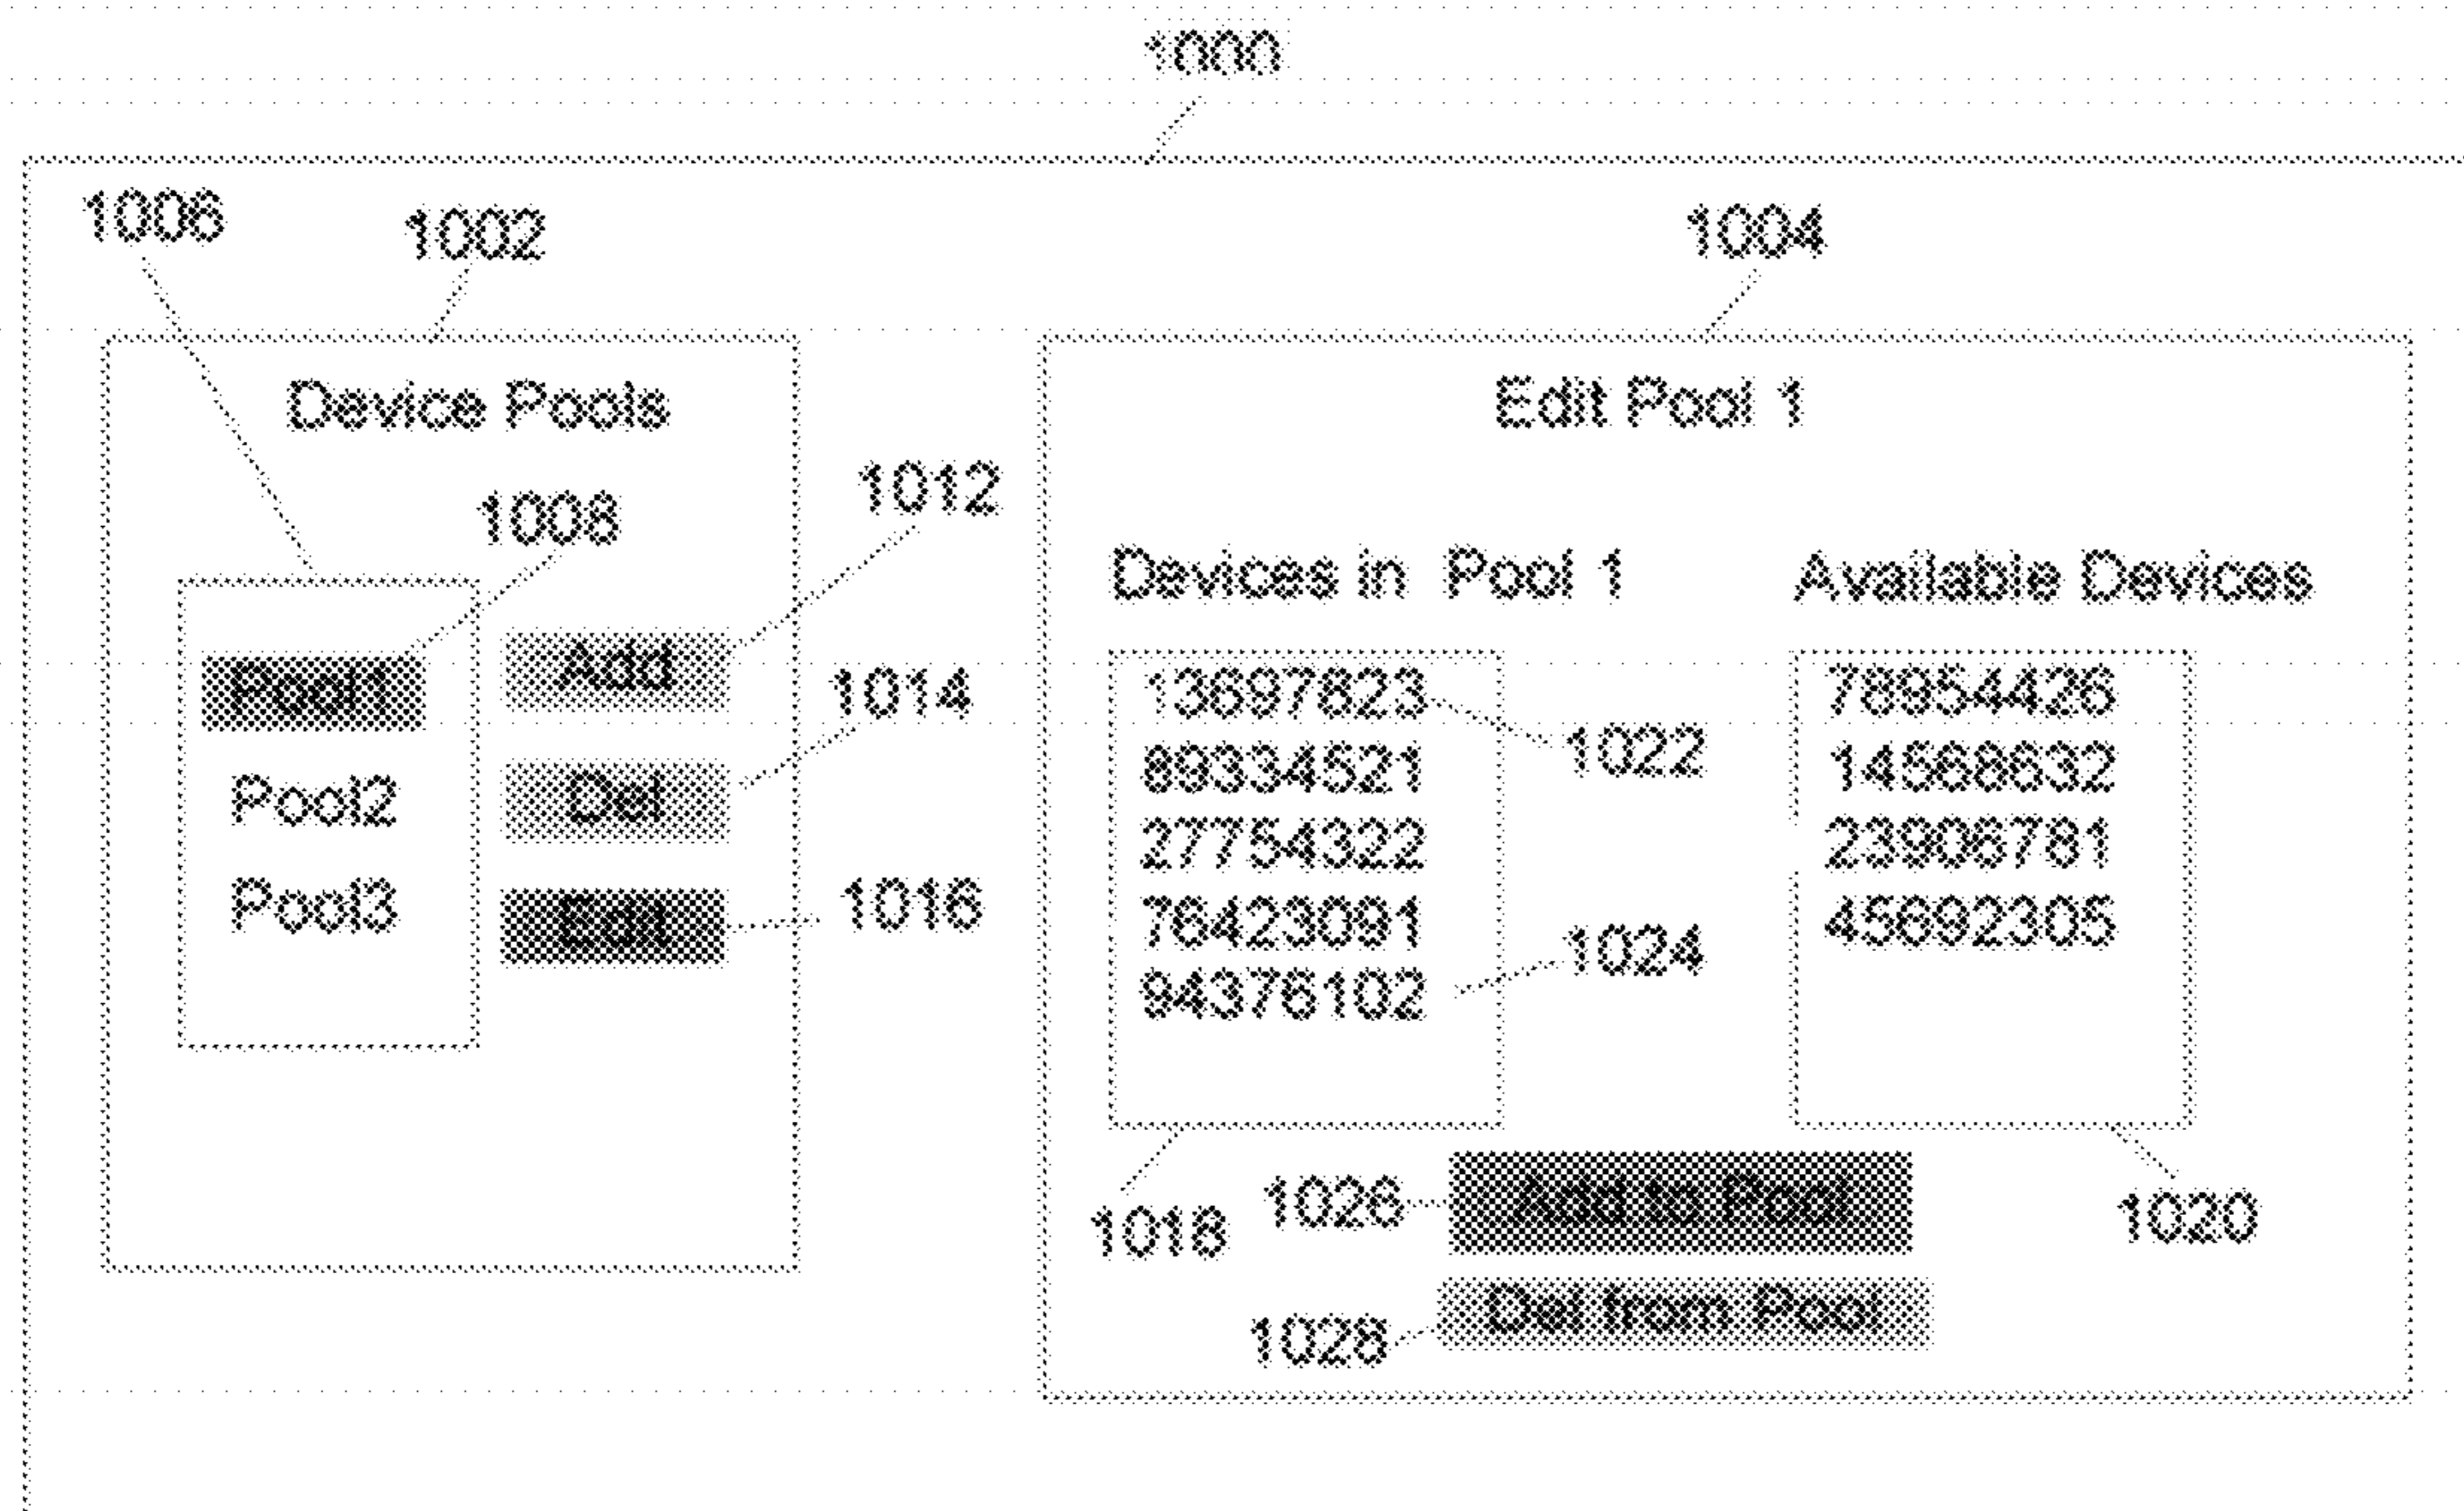 1000
1006
1002
1004
Device Pools
Edit Pool 1
1008
1012
Devices in Pool 1
Available Devices
Pool1
Pool2
Pool3
Add
Del
Edit
1014
1016
13697823
89334521
27754322
76423091
94376102
1022
1024
78954426
14568632
23906781
45692305
1018
1026
Add to Pool
1020
1028
Del from Pool